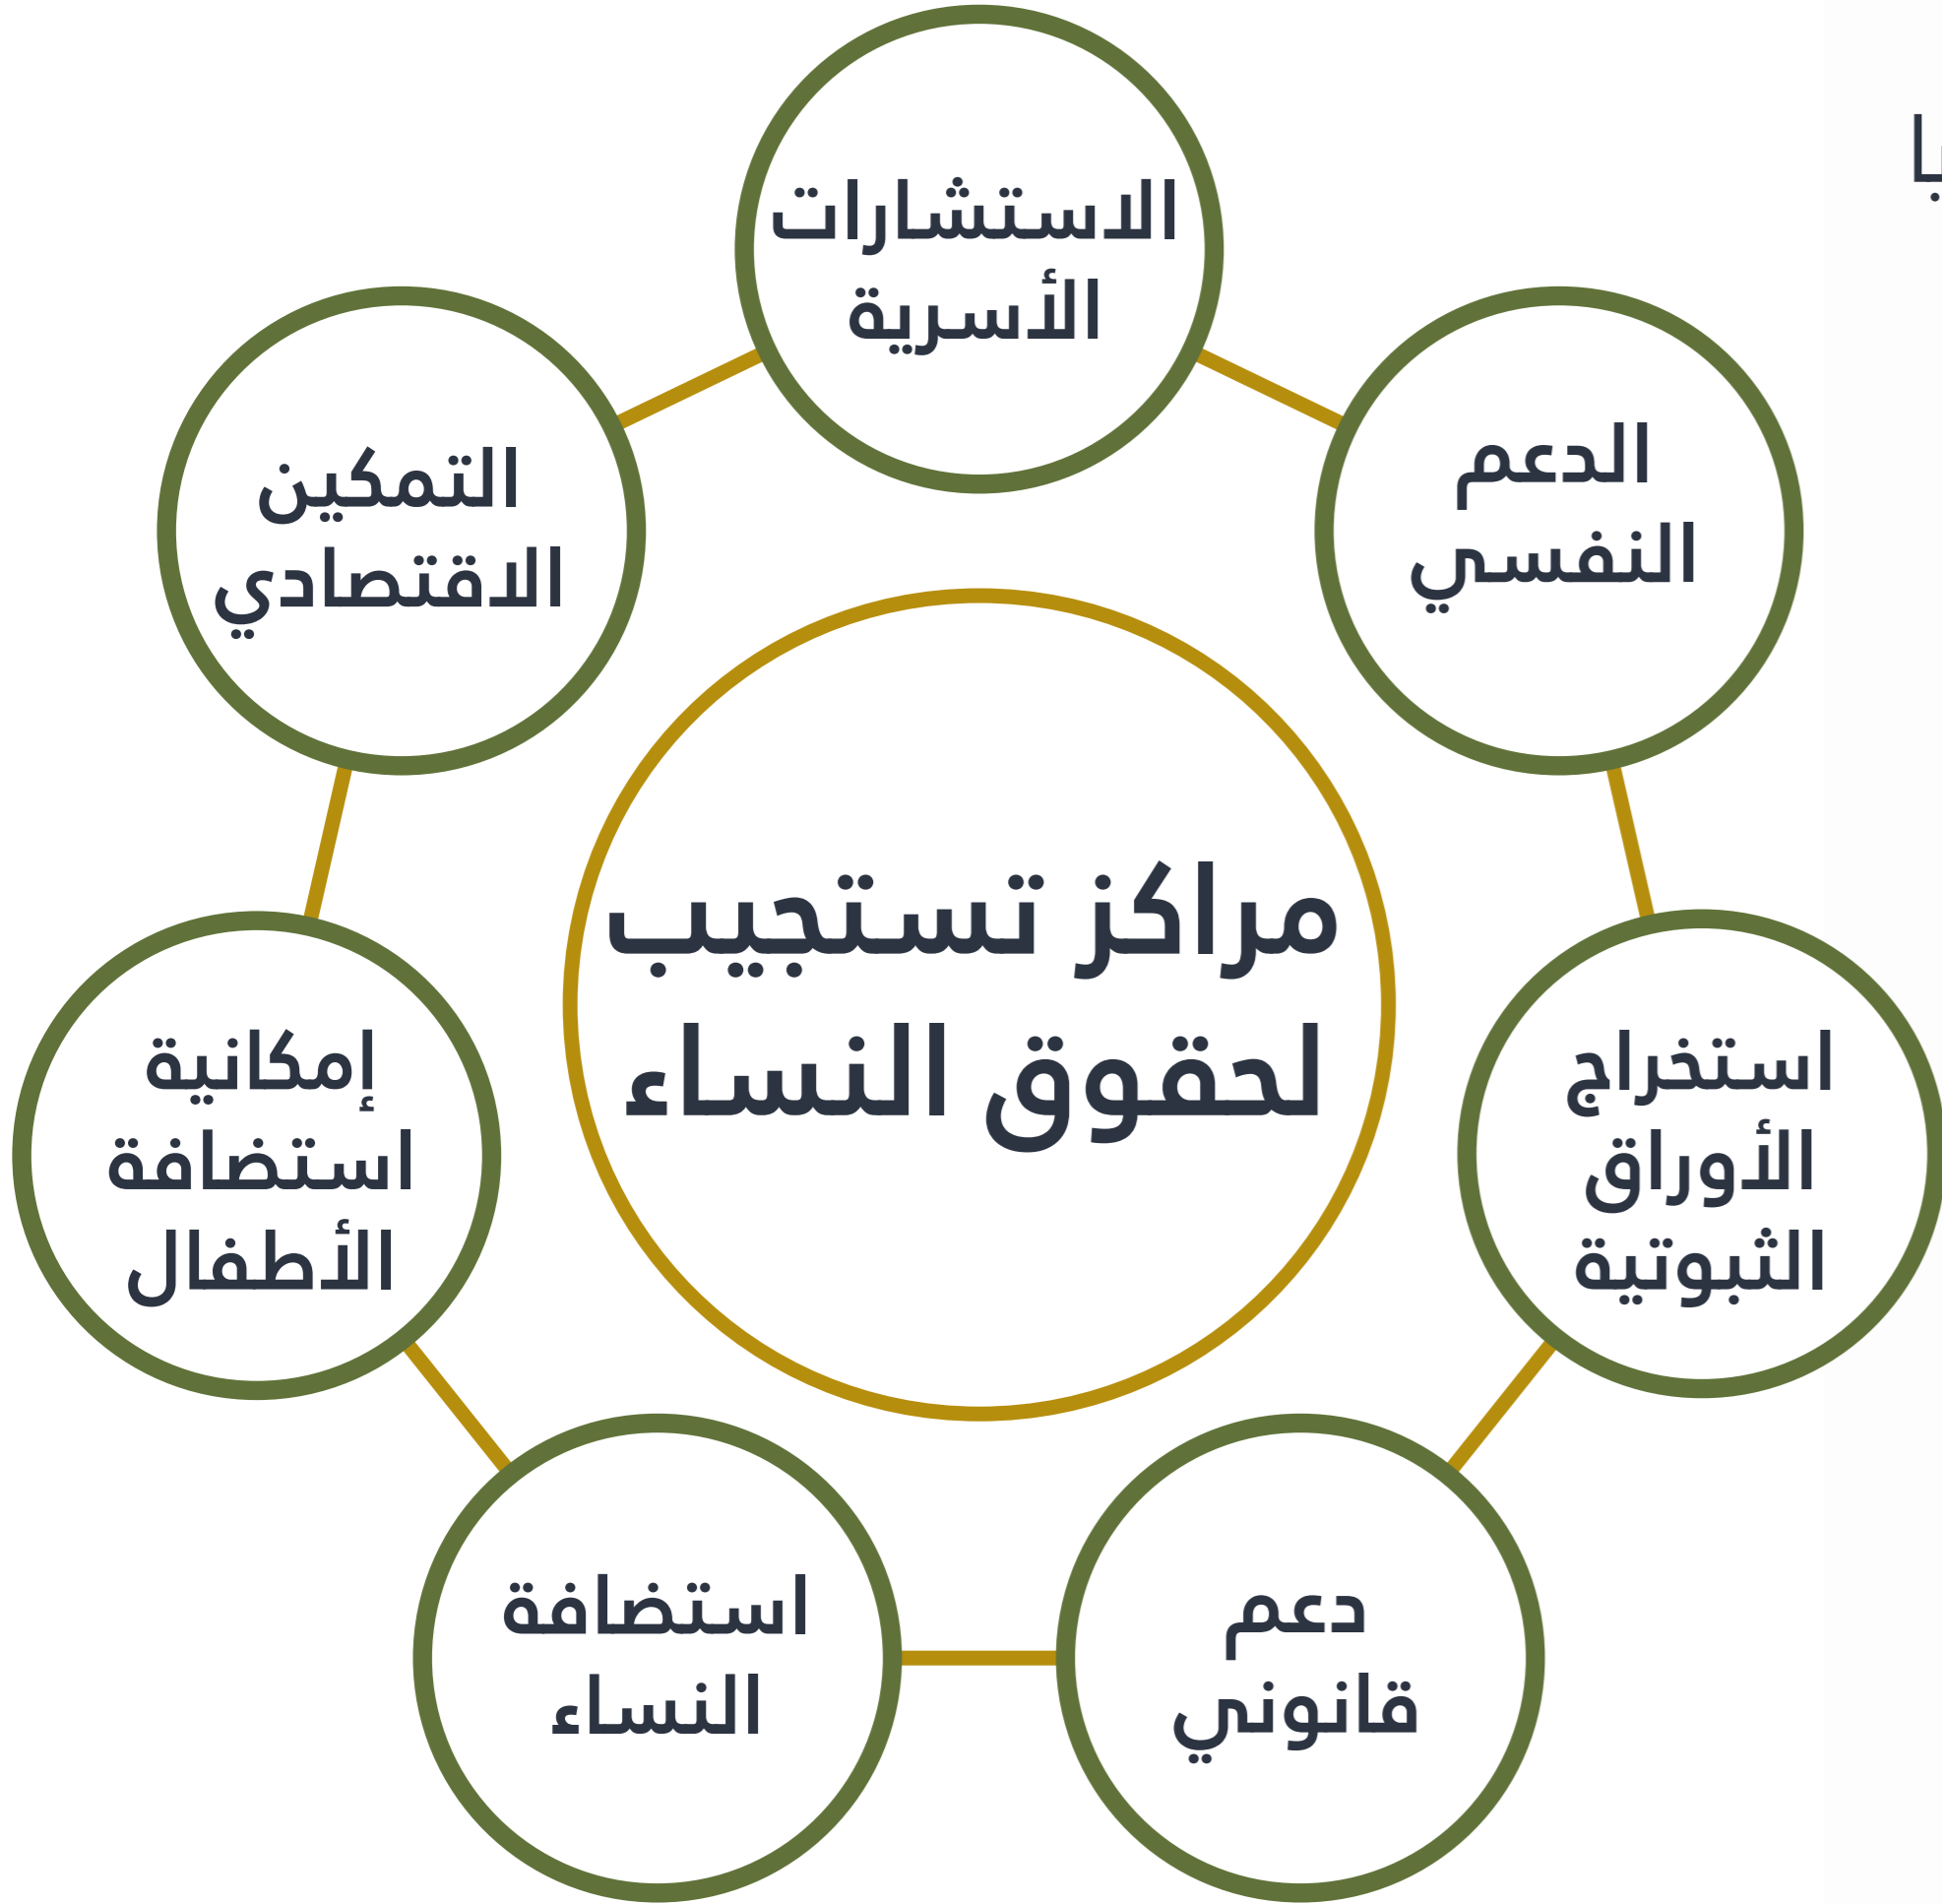 الاستشارات
الأسرية
الدعم
النفسي
التمكين
الاقتصادي
مراكز تستجيب
لحقوق النساء
استخراج
الأوراق
الثبوتية
إمكانية
استضافة
الأطفال
دعم
قانوني
استضافة
النساء